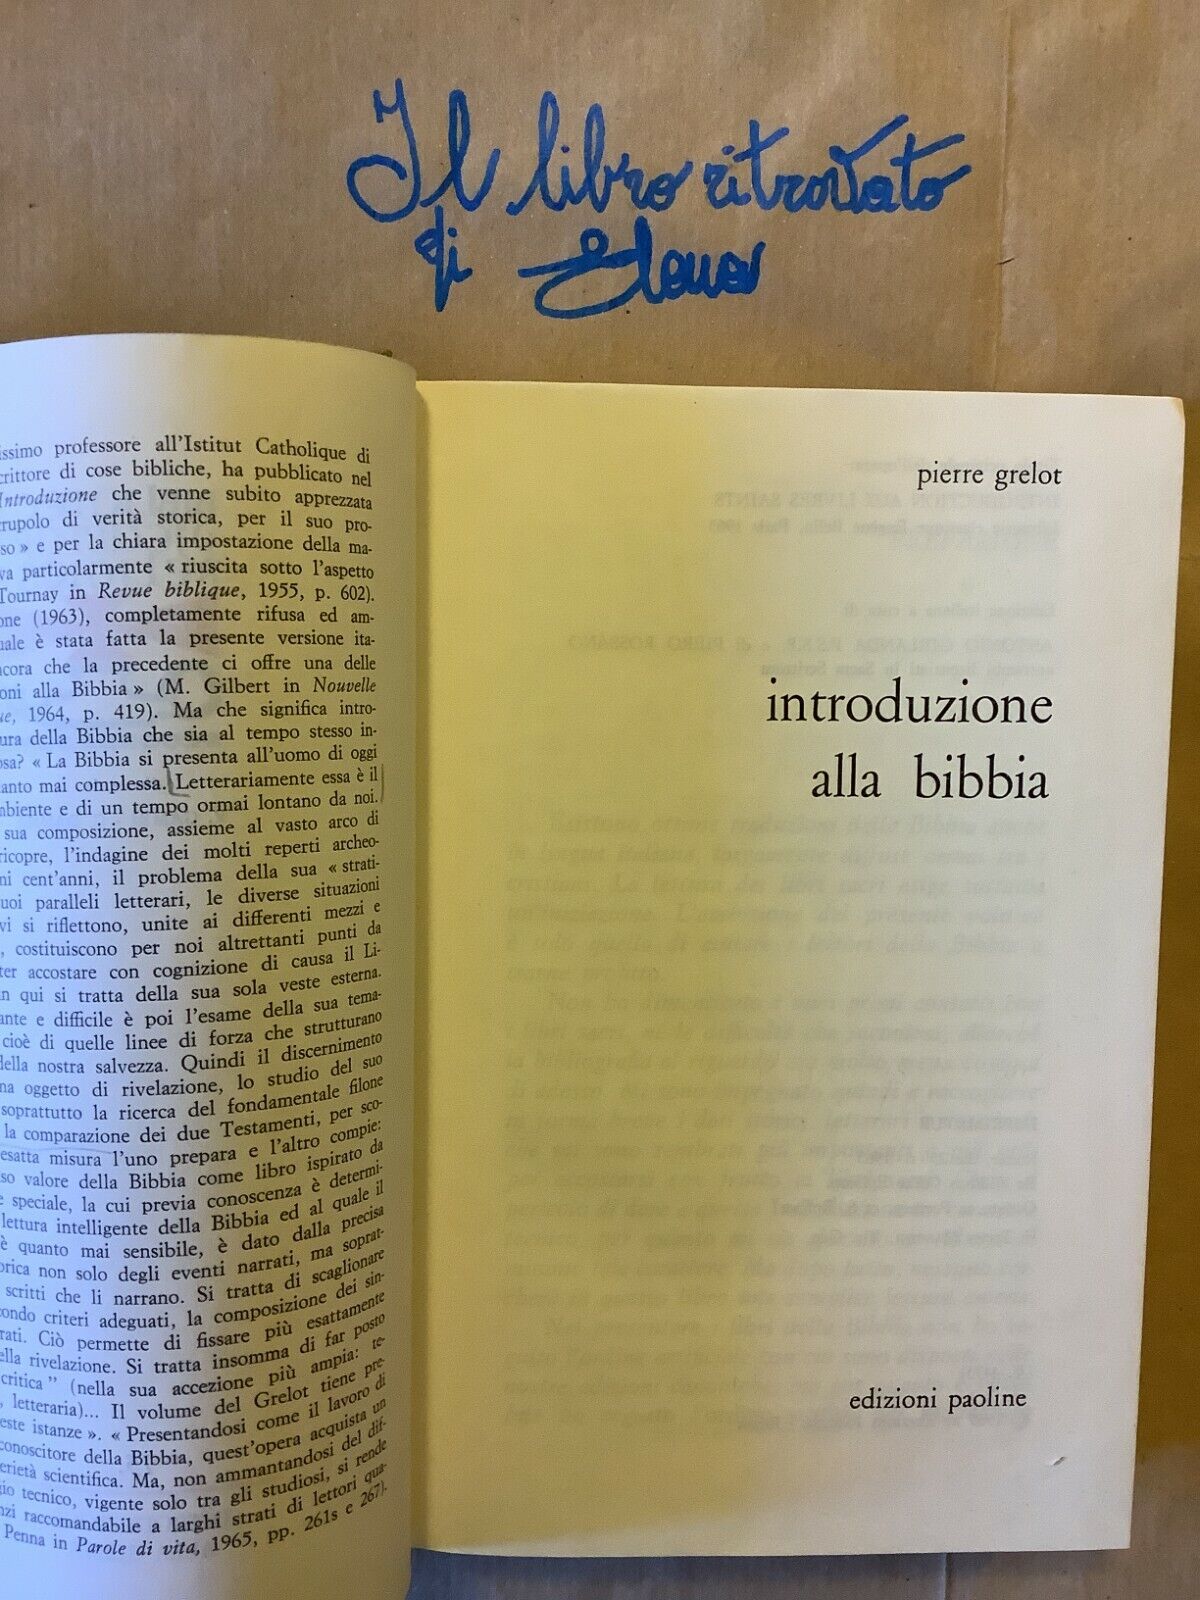 Il libro ritrovato
di Elena
issimo professore all'Istitut Catholique di
crittore di cose bibliche, ha pubblicato nel
Introduzione che venne subito apprezzata
crupolo di verità storica, per il suo pro-
so » e per la chiara impostazione della ma-
va particolarmente « riuscita sotto l'aspetto
Tournay in Revue biblique, 1955, p. 602).
one (1963), completamente rifusa ed am-
uale è stata fatta la presente versione ita-
ncora che la precedente ci offre una delle
oni alla Bibbia » (M. Gilbert in Nouvelle
ue, 1964, p. 419). Ma che significa intro-
ura della Bibbia che sia al tempo stesso in-
osa? « La Bibbia si presenta all'uomo di oggi
anto mai complessa. Letterariamente essa è il
mbiente e di un tempo ormai lontano da noi.
sua composizione, assieme al vasto arco di
ricopre, l'indagine dei molti reperti archeo-
ni cent'anni, il problema della sua « strati-
uoi paralleli letterari, le diverse situazioni
vi si riflettono, unite ai differenti mezzi e
, costituiscono per noi altrettanti punti da
ter accostare con cognizione di causa il Li-
n qui si tratta della sua sola veste esterna.
ante e difficile è poi l'esame della sua tema-
cioè di quelle linee di forza che strutturano
della nostra salvezza. Quindi il discernimento
na oggetto di rivelazione, lo studio del suo
soprattutto la ricerca del fondamentale filone
la comparazione dei due Testamenti, per sco-
esatta misura l'uno prepara e l'altro compie:
so valore della Bibbia come libro ispirato da
e speciale, la cui previa conoscenza è determi-
lettura intelligente della Bibbia ed al quale il
è quanto mai sensibile, è dato dalla precisa
orica non solo degli eventi narrati, ma soprat-
scritti che li narrano. Si tratta di scaglionare
condo criteri adeguati, la composizione dei sin-
rati. Ciò permette di fissare più esattamente
ella rivelazione. Si tratta insomma di far posto
critica " (nella sua accezione più ampia: te-
, letteraria)... Il volume del Grelot tiene pre-
este istanze ». « Presentandosi come il lavoro di
conoscitore della Bibbia, quest'opera acquista un
erietà scientifica. Ma, non ammantandosi del dif-
gio tecnico, vigente solo tra gli studiosi, si rende
nzi raccomandabile a larghi strati di lettori qua-
Penna in Parole di vita, 1965, pp. 261s e 267).
pierre grelot
introduzione
alla bibbia
edizioni paoline